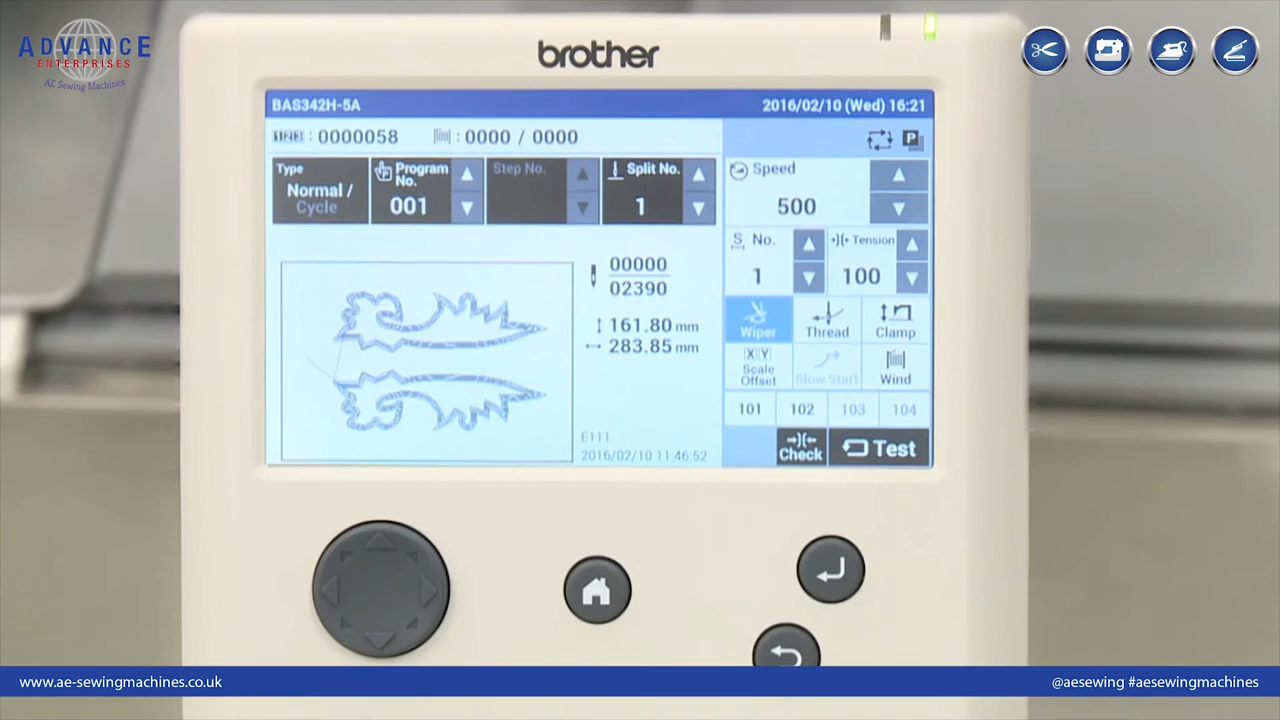 ADVANCE
ENTERPRISES
AE Sewing Machines
brother
BAS342H-5A
2016/02/10 (Wed) 16:21
: 0000058
: 0000 / 0000
P
Type
Normal /
Cycle
Program
No.
001
Step No.
Split No.
1
Speed
500
S No.
1
Tension
100
00000
02390
161.80 mm
283.85 mm
Wiper
Thread
Clamp
X Y
Scale
Offset
Slow Start
Wind
101
102
103
104
E111
2016/02/10 11:46:52
Check
Test
www.ae-sewingmachines.co.uk
@aesewing #aesewingmachines